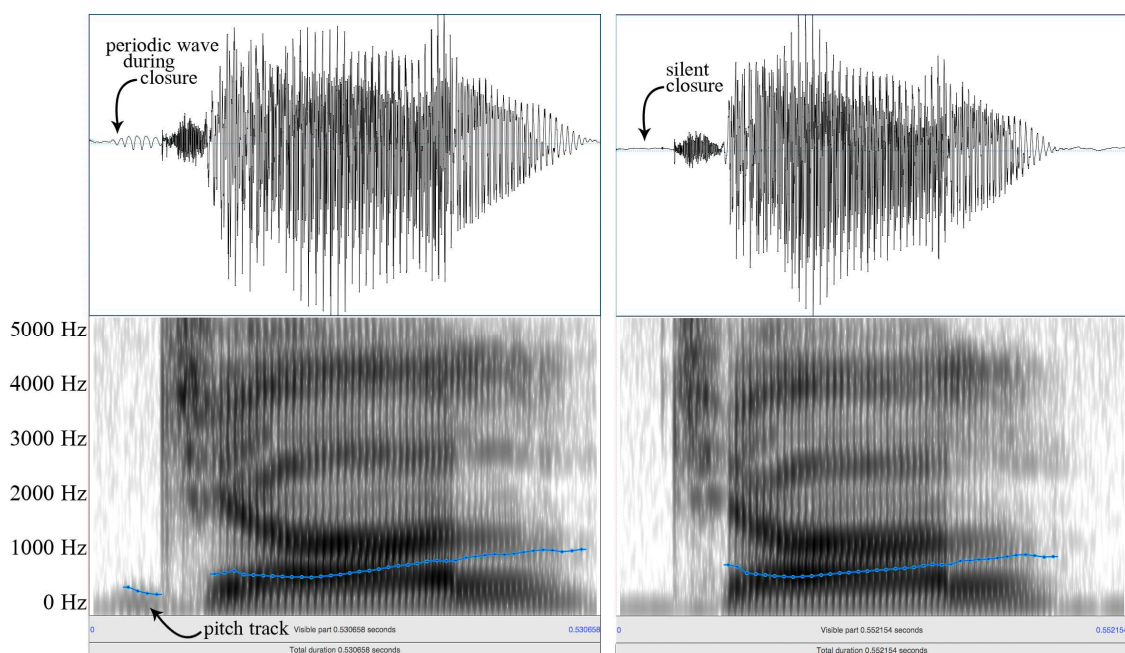 periodic wave
during
closure
silent
closure
5000 Hz
4000 Hz
3000 Hz
2000 Hz
1000 Hz
0 Hz
pitch track
0
Visible part 0.530658 seconds
0.530658
Total duration 0.530658 seconds
0
Visible part 0.552154 seconds
0.552154
Total duration 0.552154 seconds